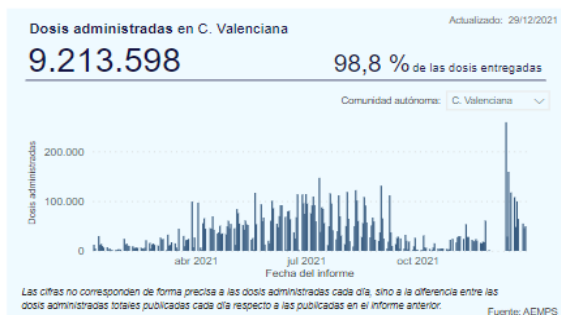 Actualizado: 29/12/2021
Dosis administradas en C. Valenciana
9.213.598
98,8 % de las dosis entregadas
Comunidad autónoma: C. Valenciana
Dosis administradas
200.000
100.000
0
abr 2021 jul 2021 oct 2021
Fecha del informe
Las cifras no corresponden de forma precisa a las dosis administradas cada día, sino a la diferencia entre las
dosis administradas totales publicadas cada día respecto a las publicadas en el informe anterior.
Fuente: AEMPS